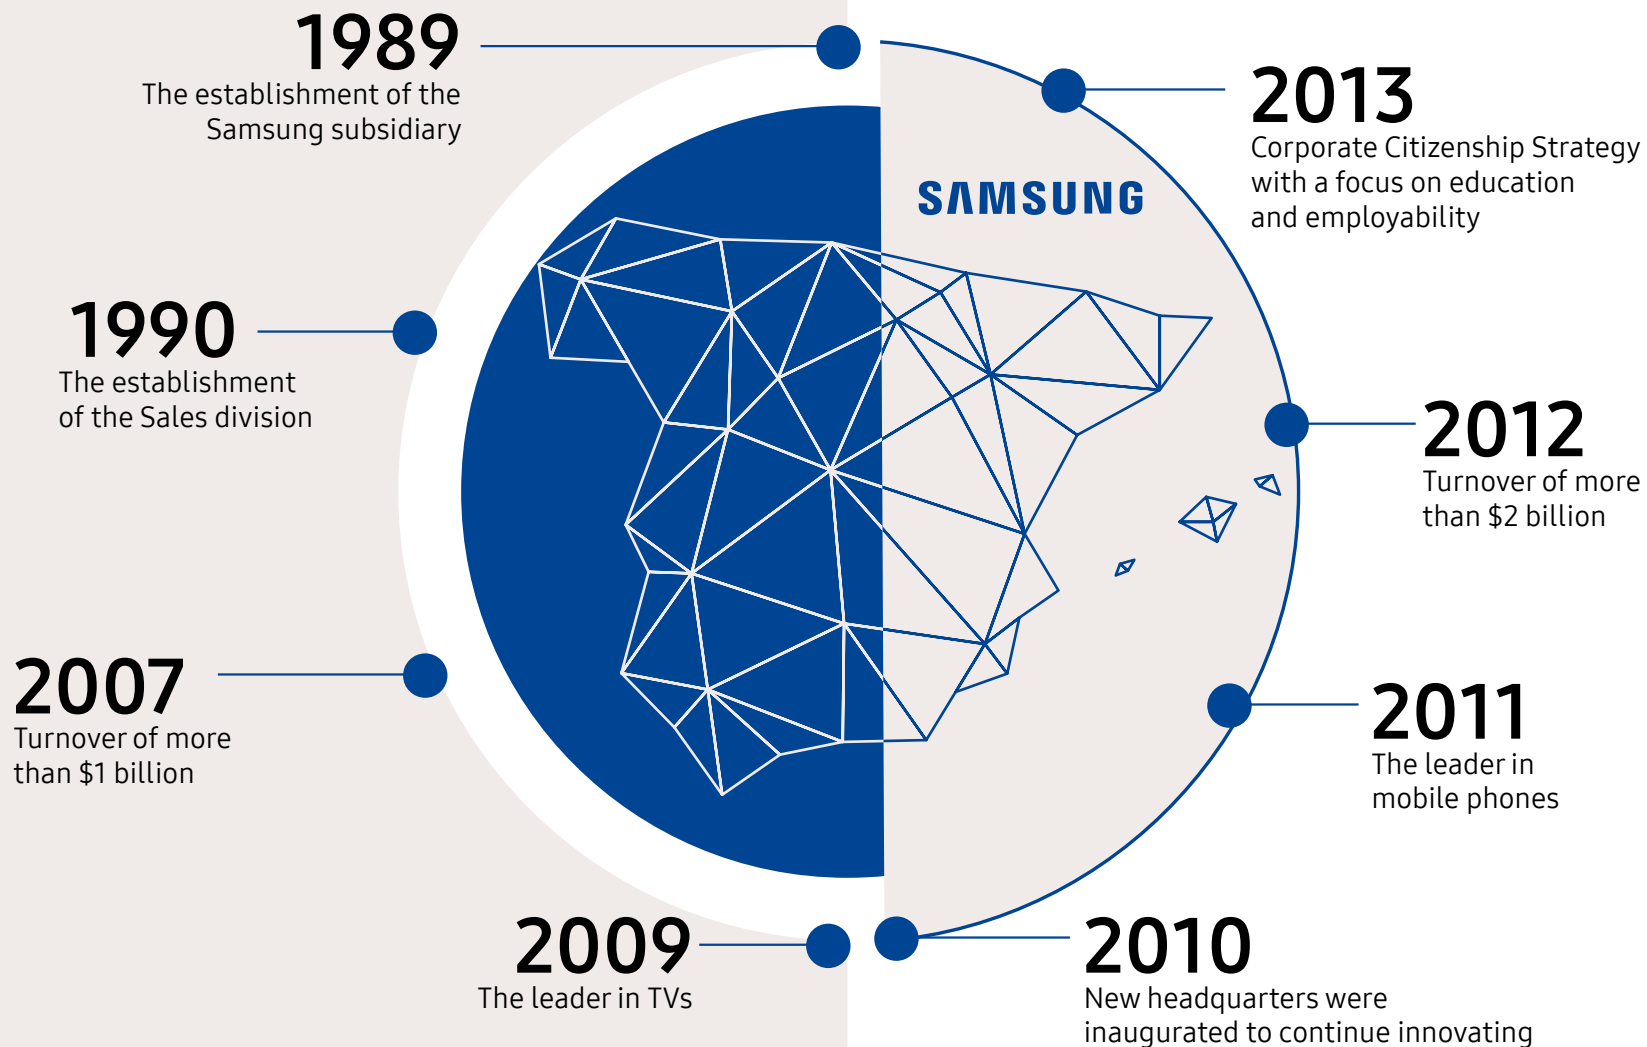 1989
The establishment of the
Samsung subsidiary
1990
The establishment
of the Sales division
2007
Turnover of more
than $1 billion
2009
The leader in TVs
SAMSUNG
2010
New headquarters were
inaugurated to continue innovating
2011
The leader in
mobile phones
2012
Turnover of more
than $2 billion
2013
Corporate Citizenship Strategy
with a focus on education
and employability